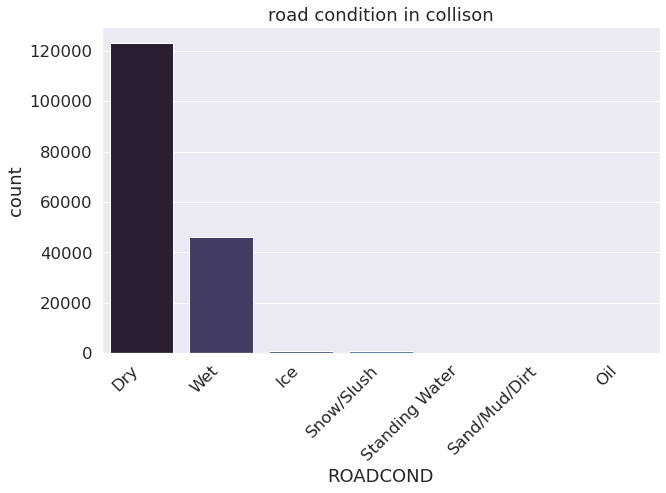 road condition in collison
120000
100000
80000
60000
40000
20000
0
count
Dry
Wet
Ice
Snow/Slush
Standing Water
Sand/Mud/Dirt
Oil
ROADCOND